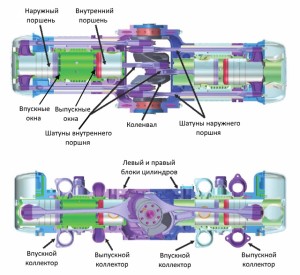 Наружный
поршень
Внутренний
поршень
Впускные
окна
Выпускные
окна
Шатуны внутреннего
поршня
Коленвал
Шатуны наружнего
поршня
Левый и правый
блоки цилиндров
Впускной
коллектор
Выпускной
коллектор
Впускной
коллектор
Выпускной
коллектор